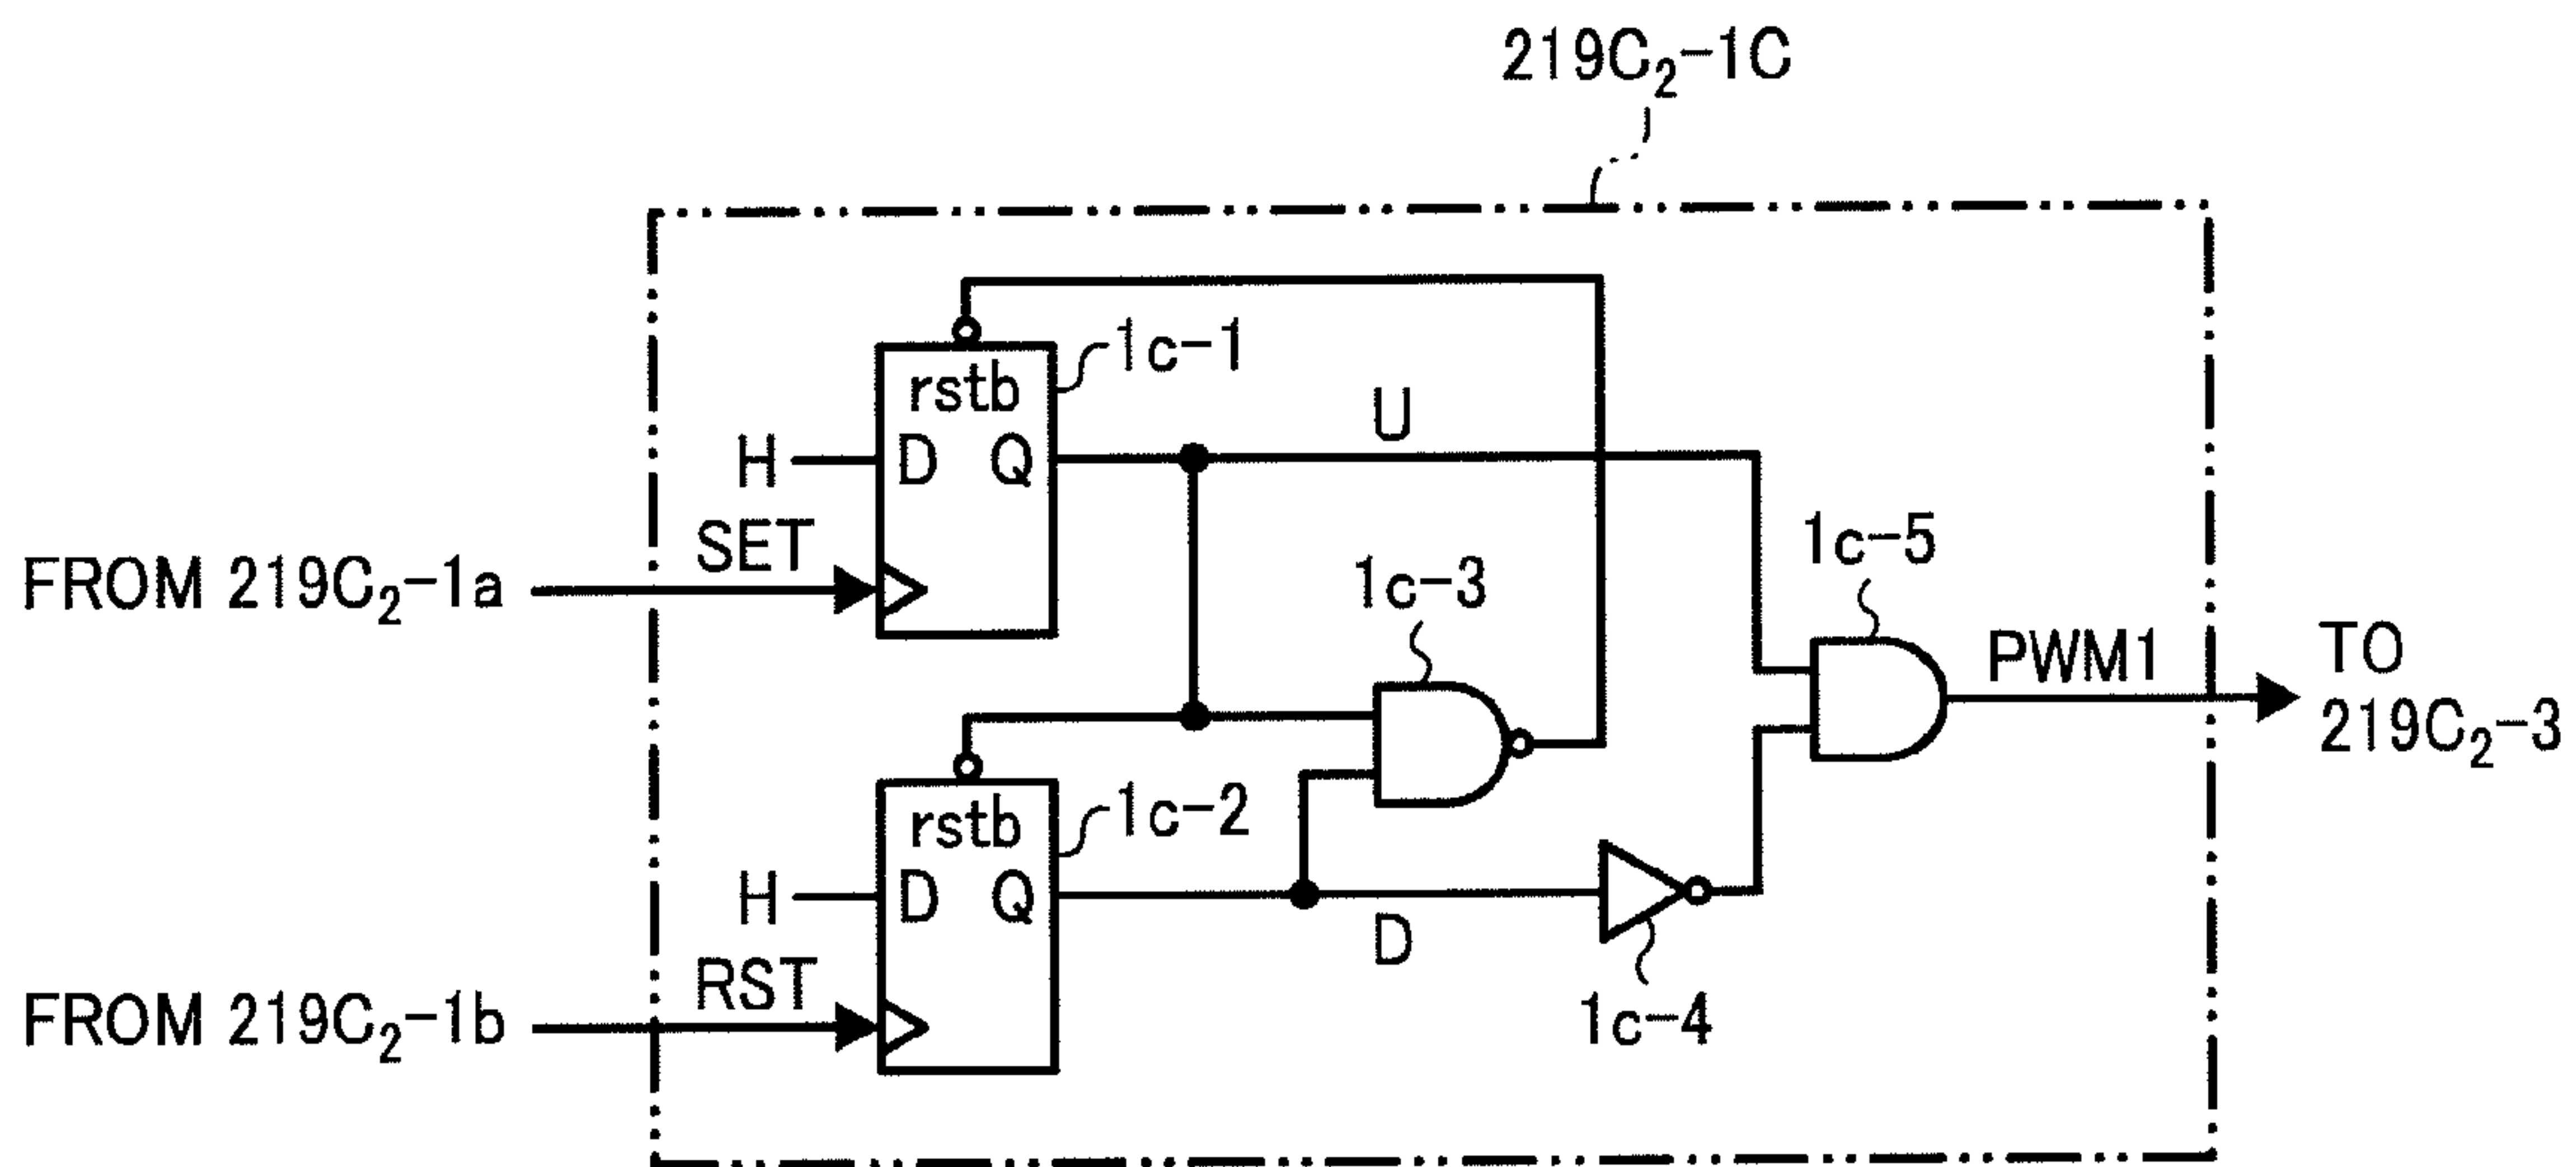 219C₂-1C
rstb
1c-1
H
D Q
U
SET
FROM 219C₂-1a
1c-3
1c-5
PWM1
TO
219C₂-3
rstb
1c-2
H
D Q
D
RST
FROM 219C₂-1b
1c-4